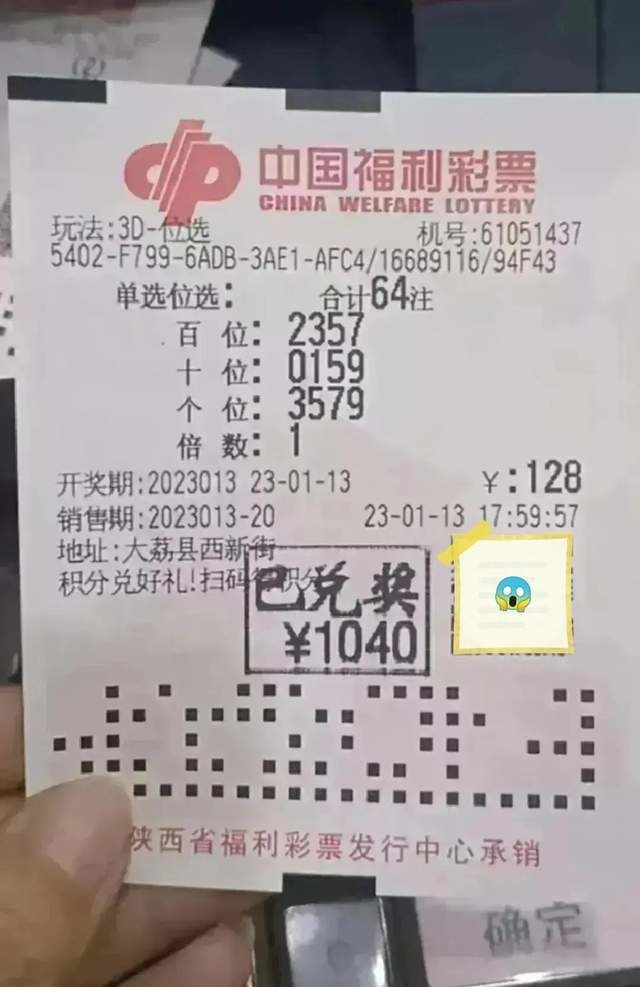 (2)
中国福利彩票
CHINA WELFARE LOTTERY
玩法:3D-位选 机号:61051437
5402-F799-6ADB-3AE1-AFC4/16689116/94F43
单选位选: 合计64注
百位: 2357
十位: 0159
个位: 3579
倍数: 1
开奖期:2023013 23-01-13 ¥:128
销售期:2023013-20 23-01-13 17:59:57
地址:大荔县西新街
积分兑好礼!扫码得积分
已兑奖
¥1040
陕西省福利彩票发行中心承销
确定